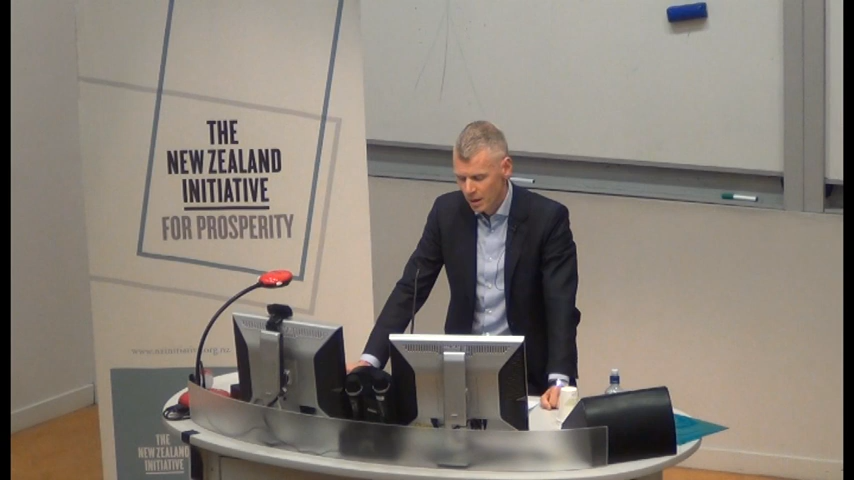 THE
NEW ZEALAND
INITIATIVE
FOR PROSPERITY
THE
NEW ZEALAND
INITIATIVE